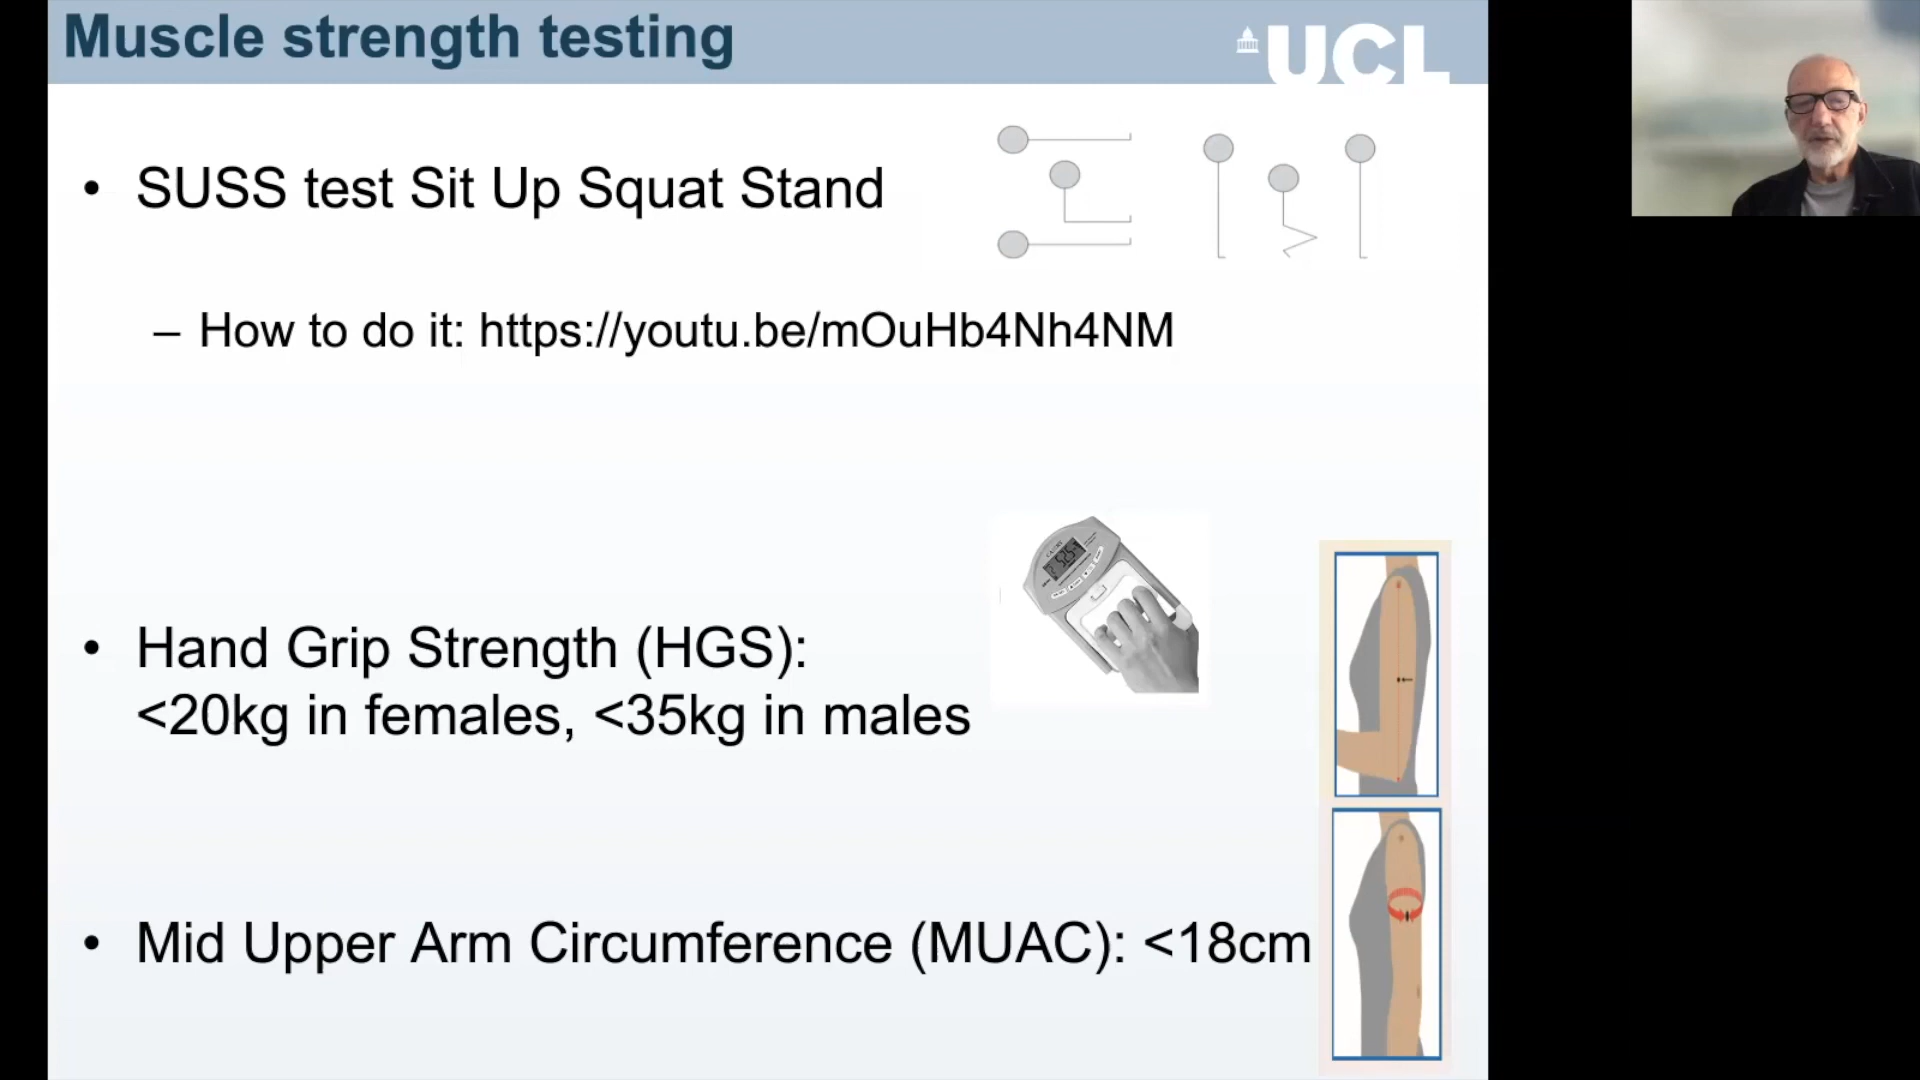 Muscle strength testing
UCL
• SUSS test Sit Up Squat Stand
– How to do it: https://youtu.be/mOuHb4Nh4NM
• Hand Grip Strength (HGS):
<20kg in females, <35kg in males
• Mid Upper Arm Circumference (MUAC): <18cm